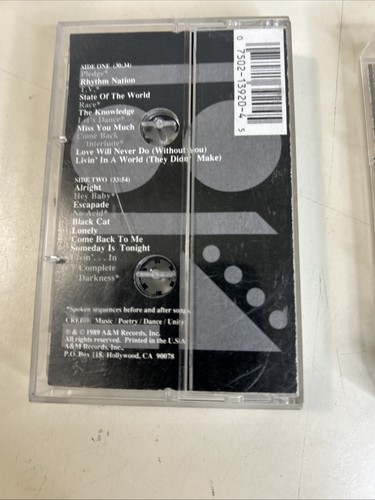 SIDE ONE (30:34)
Pledge*
Rhythm Nation
T.V.*
State Of The World
Race*
The Knowledge
Let's Dance*
Miss You Much
Come Back
Interlude*
Love Will Never Do (Without You)
Livin' In A World (They Didn't Make)
SIDE TWO (33:54)
Alright
Hey Baby*
Escapade
No Acid*
Black Cat
Lonely
Come Back To Me
Someday Is Tonight
Livin'... In
Complete
Darkness*
*Spoken sequences before and after songs.
CREED: Music / Poetry / Dance / Unity
℗ & © 1989 A&M Records, Inc.
All rights reserved. Printed in the U.S.A.
A&M Records, Inc.,
P.O. Box 118, Hollywood, CA 90078
0 7502-13920-4 5